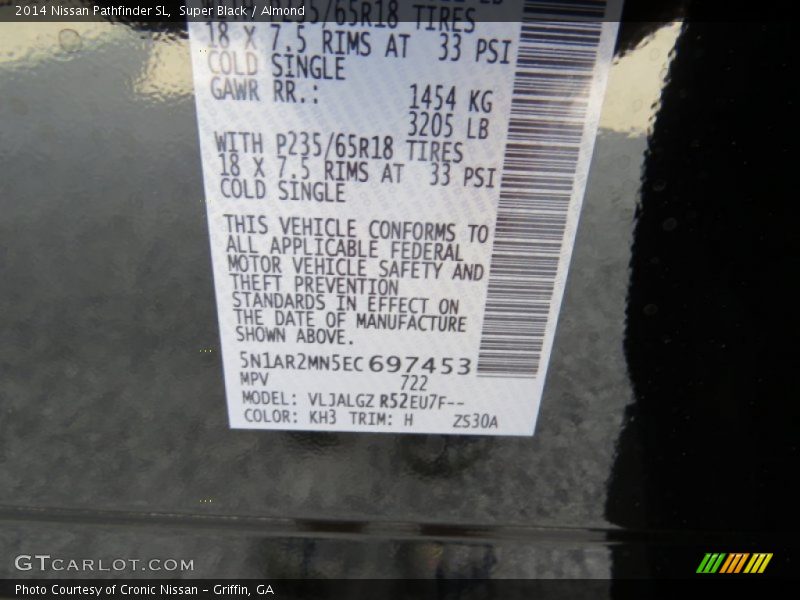 2014 Nissan Pathfinder SL, Super Black / Almond
P235/65R18 TIRES
18 X 7.5 RIMS AT 33 PSI
COLD SINGLE
GAWR RR.: 1454 KG
3205 LB
WITH P235/65R18 TIRES
18 X 7.5 RIMS AT 33 PSI
COLD SINGLE
THIS VEHICLE CONFORMS TO
ALL APPLICABLE FEDERAL
MOTOR VEHICLE SAFETY AND
THEFT PREVENTION
STANDARDS IN EFFECT ON
THE DATE OF MANUFACTURE
SHOWN ABOVE.
5N1AR2MN5EC697453
MPV 722
MODEL: VLJALGZ R52EU7F--
COLOR: KH3 TRIM: H ZS30A
GTCARLOT.COM
Photo Courtesy of Cronic Nissan - Griffin, GA